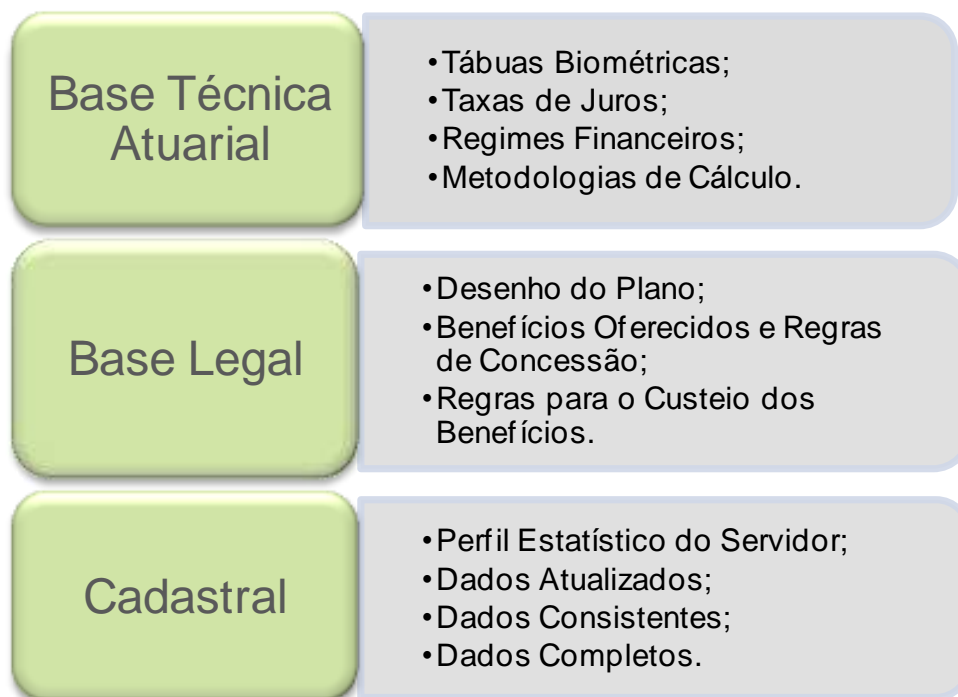 Base Técnica
Atuarial
•Tábuas Biométricas;
•Taxas de Juros;
•Regimes Financeiros;
•Metodologias de Cálculo.
Base Legal
•Desenho do Plano;
•Benefícios Oferecidos e Regras
de Concessão;
•Regras para o Custeio dos
Benefícios.
Cadastral
•Perfil Estatístico do Servidor;
•Dados Atualizados;
•Dados Consistentes;
•Dados Completos.